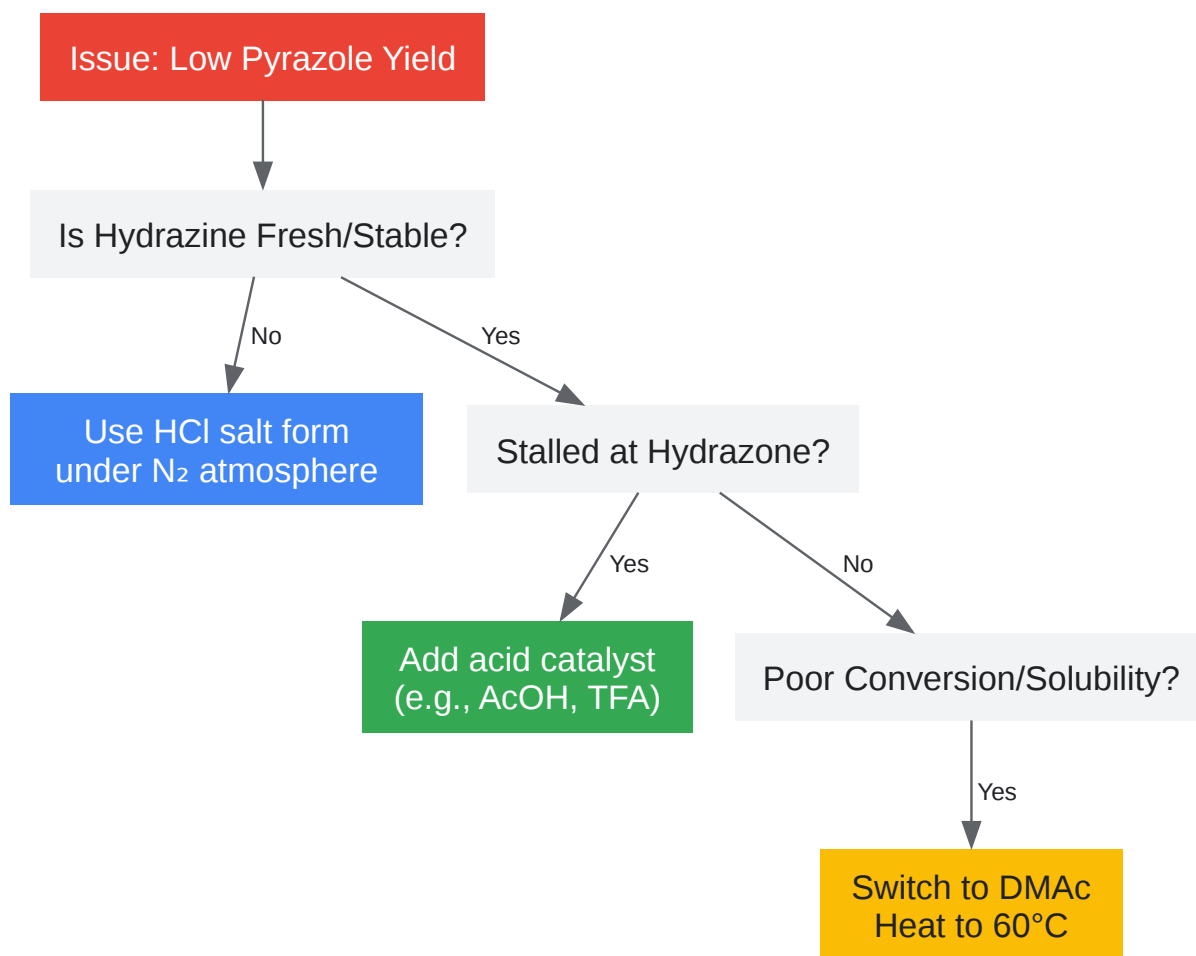 Issue: Low Pyrazole Yield
Is Hydrazine Fresh/Stable?
No
Yes
Use HCl salt form
under N₂ atmosphere
Stalled at Hydrazone?
Yes
No
Add acid catalyst
(e.g., AcOH, TFA)
Poor Conversion/Solubility?
Yes
Switch to DMAc
Heat to 60°C